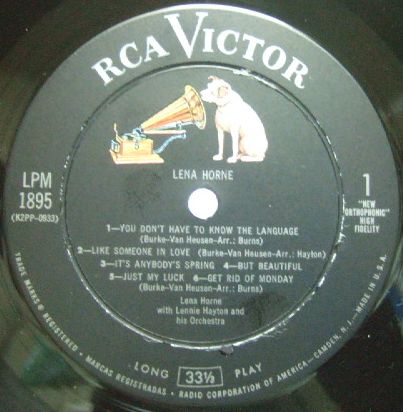 RCA VICTOR
LENA HORNE
LPM
1895
(K2PP-0933)
1
"NEW
ORTHOPHONIC"
HIGH
FIDELITY
1—YOU DON'T HAVE TO KNOW THE LANGUAGE
(Burke-Van Heusen-Arr.: Burns)
2—LIKE SOMEONE IN LOVE (Burke-Van Heusen-Arr.: Hayton)
3—IT'S ANYBODY'S SPRING 4—BUT BEAUTIFUL
5—JUST MY LUCK 6—GET RID OF MONDAY
(Burke-Van Heusen-Arr.: Burns)
Lena Horne
with Lennie Hayton and
his Orchestra
LONG 33⅓ PLAY
TRADE MARKS ® REGISTERED • MARCAS REGISTRADAS • RADIO CORPORATION OF AMERICA—CAMDEN, N. J.—MADE IN U.S.A.